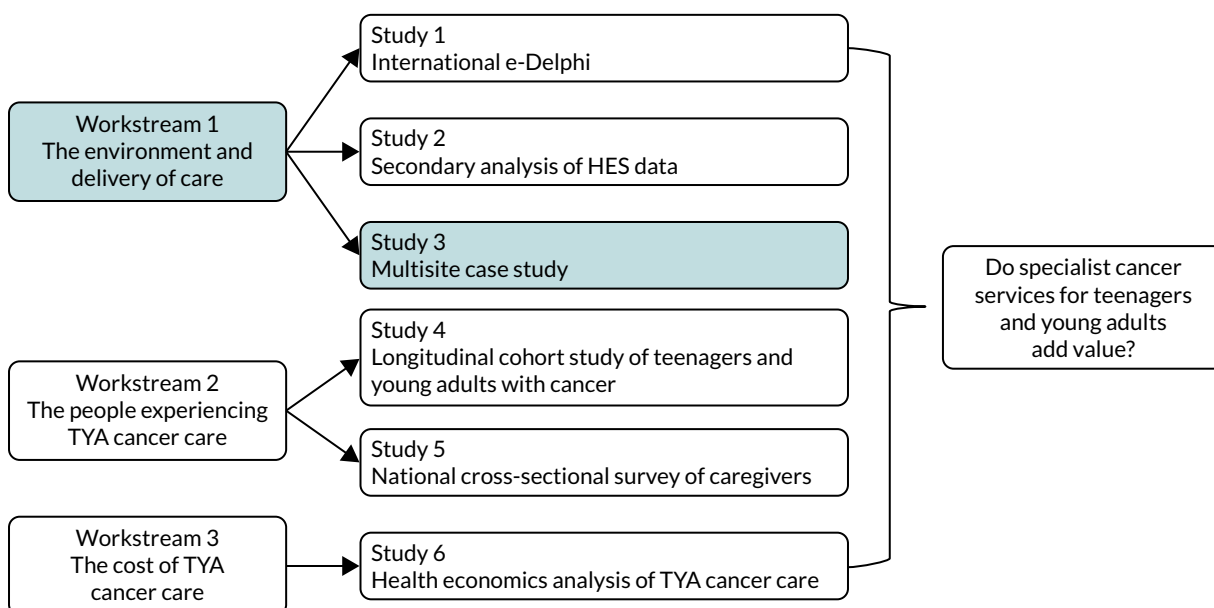 Workstream 1
The environment and
delivery of care
Study 1
International e-Delphi
Study 2
Secondary analysis of HES data
Study 3
Multisite case study
Workstream 2
The people experiencing
TYA cancer care
Study 4
Longitudinal cohort study of teenagers and
young adults with cancer
Study 5
National cross-sectional survey of caregivers
Workstream 3
The cost of TYA
cancer care
Study 6
Health economics analysis of TYA cancer care
Do specialist cancer
services for teenagers
and young adults
add value?